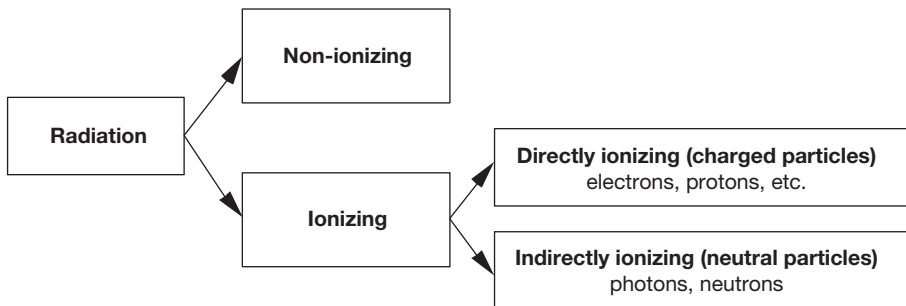 Non-ionizing
Radiation
Directly ionizing (charged particles)
electrons, protons, etc.
Ionizing
Indirectly ionizing (neutral particles)
photons, neutrons